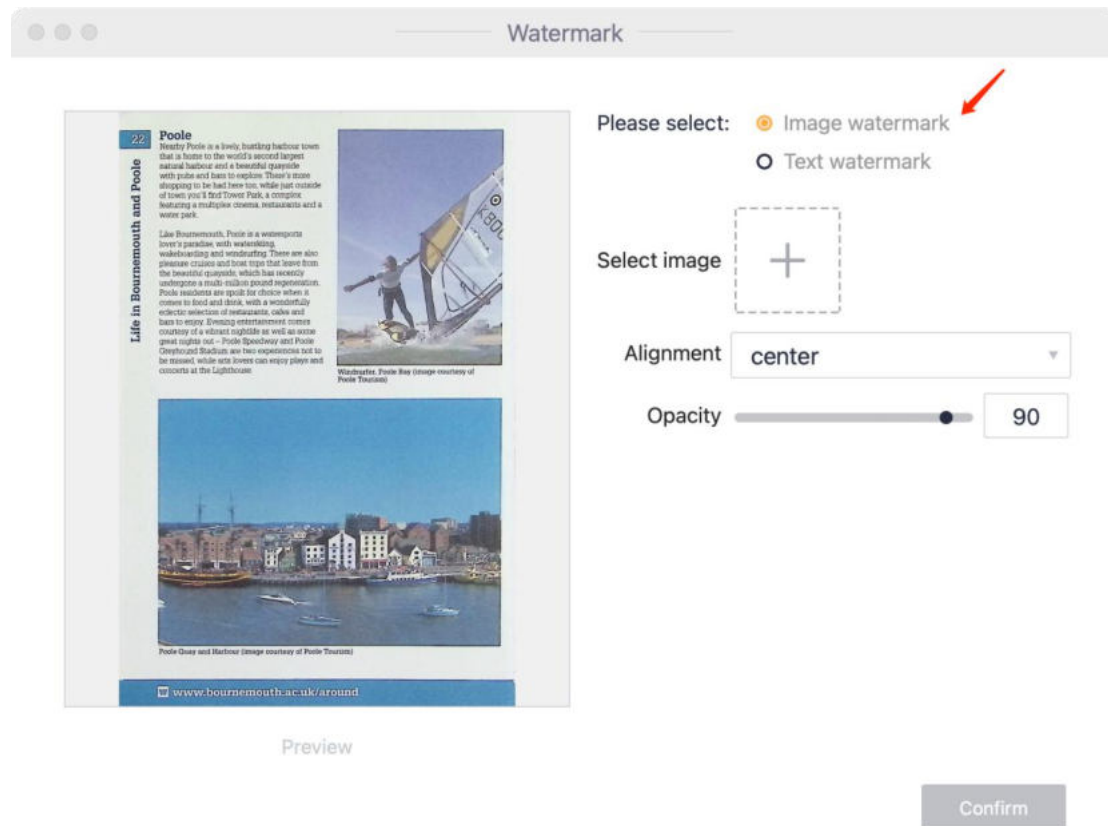 Watermark
22
Poole
Nearby Poole is a lively, bustling harbour town
that is home to the world's second largest
natural harbour and a beautiful quayside
with pubs and bars to explore. There's more
shopping to be had here too, while just outside
of town you'll find Tower Park, a complex
featuring a multiplex cinema, restaurants and a
water park.
Like Bournemouth, Poole is a watersports
lover's paradise, with waterskiing,
wakeboarding and windsurfing. There are also
pleasure cruises and boat trips that leave from
the beautiful quayside, which has recently
undergone a multi-million pound regeneration.
Poole residents are spoilt for choice when it
comes to food and drink, with a wonderfully
eclectic selection of restaurants, cafes and
bars to enjoy. Evening entertainment comes
courtesy of a vibrant nightlife as well as some
great nights out – Poole Speedway and Poole
Greyhound Stadium are two experiences not to
be missed, while arts lovers can enjoy plays and
concerts at the Lighthouse.
Life in Bournemouth and Poole
K800
Windsurfer, Poole Bay (image courtesy of
Poole Tourism)
Poole Quay and Harbour (image courtesy of Poole Tourism)
www.bournemouth.ac.uk/around
Preview
Please select:
Image watermark
Text watermark
Select image
Alignment
center
Opacity
90
Confirm